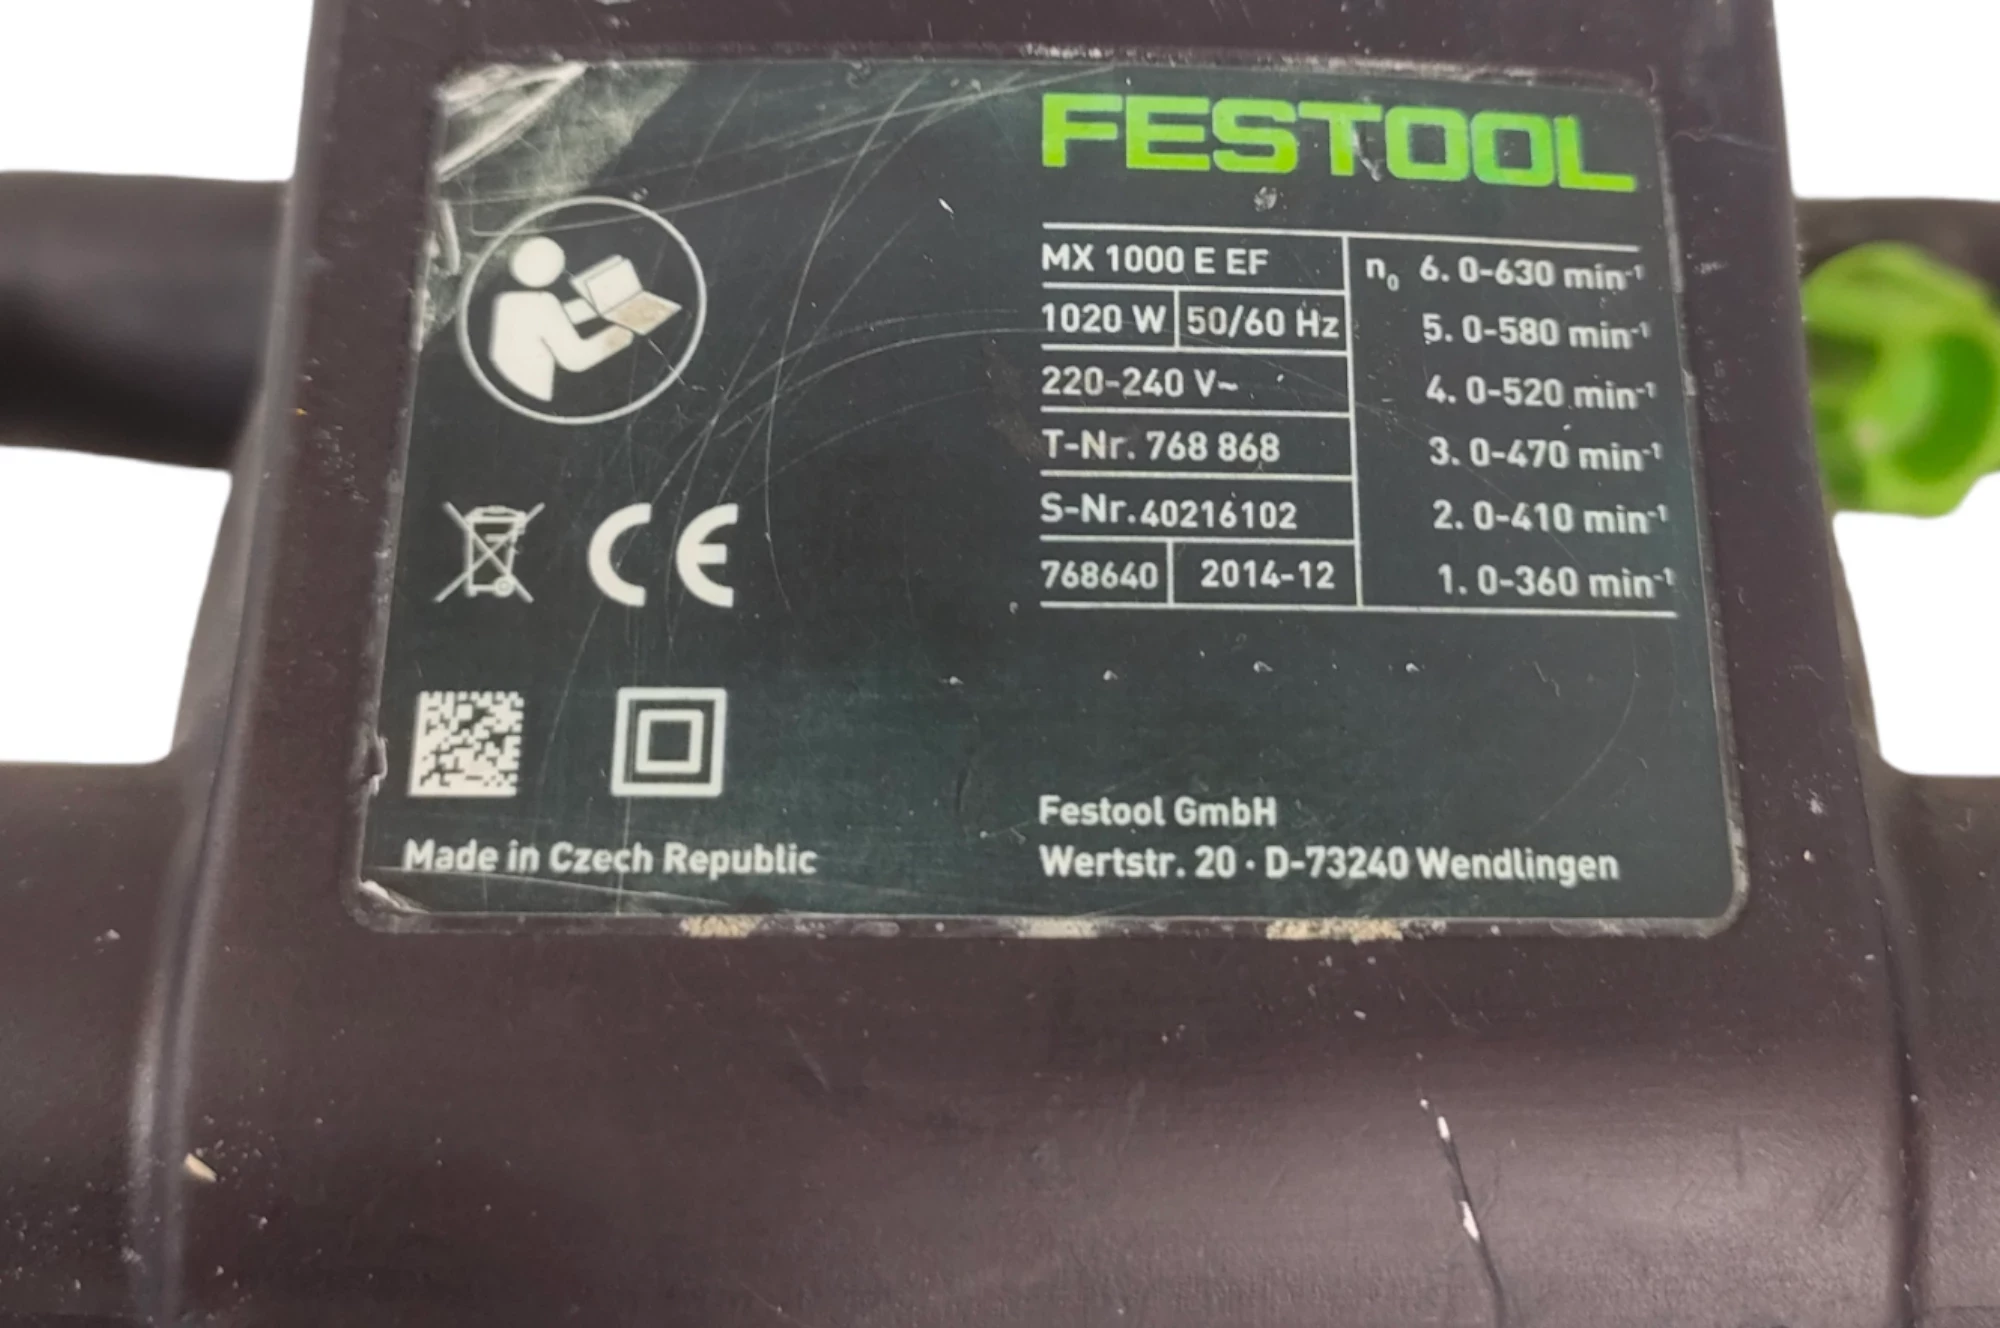 FESTOOL
MX 1000 E EF
1020 W 50/60 Hz
220-240 V~
T-Nr. 768 868
S-Nr. 40216102
768640 2014-12
n₀ 6. 0-630 min⁻¹
5. 0-580 min⁻¹
4. 0-520 min⁻¹
3. 0-470 min⁻¹
2. 0-410 min⁻¹
1. 0-360 min⁻¹
CE
Made in Czech Republic
Festool GmbH
Wertstr. 20 · D-73240 Wendlingen